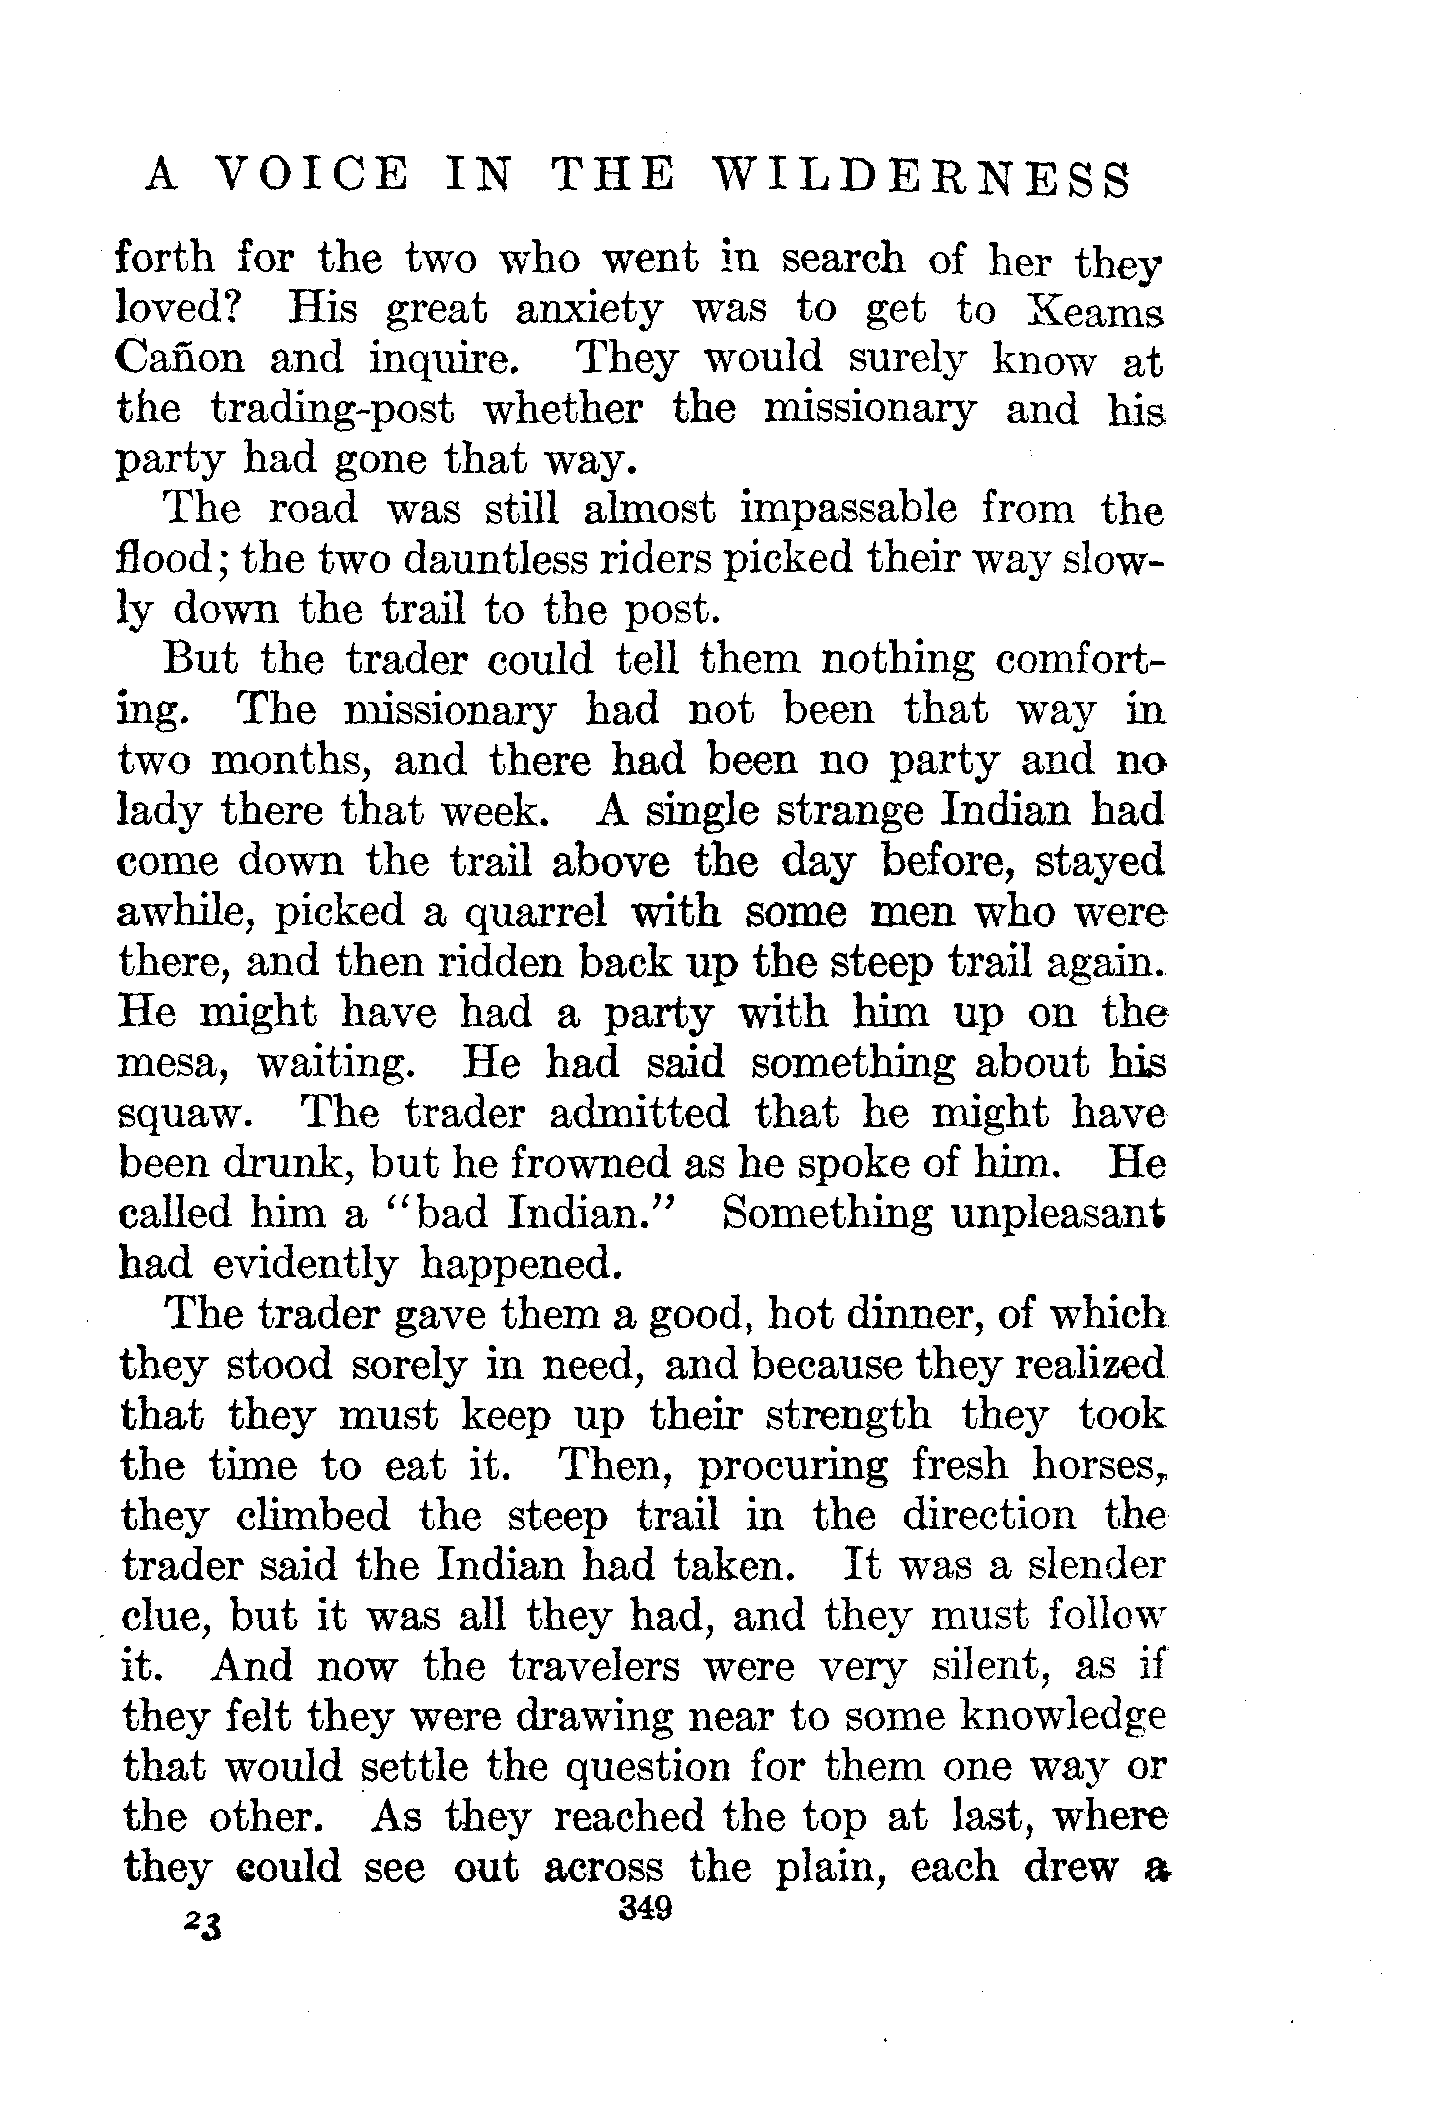 A VOICE IN THE WILDERNESS
forth for the two who went in search of her they
loved? His great anxiety was to get to Keams
Cañon and inquire. They would surely know at
the trading-post whether the missionary and his
party had gone that way.
The road was still almost impassable from the
flood; the two dauntless riders picked their way slow-
ly down the trail to the post.
But the trader could tell them nothing comfort-
ing. The missionary had not been that way in
two months, and there had been no party and no
lady there that week. A single strange Indian had
come down the trail above the day before, stayed
awhile, picked a quarrel with some men who were
there, and then ridden back up the steep trail again.
He might have had a party with him up on the
mesa, waiting. He had said something about his
squaw. The trader admitted that he might have
been drunk, but he frowned as he spoke of him. He
called him a “bad Indian.” Something unpleasant
had evidently happened.
The trader gave them a good, hot dinner, of which
they stood sorely in need, and because they realized
that they must keep up their strength they took
the time to eat it. Then, procuring fresh horses,
they climbed the steep trail in the direction the
trader said the Indian had taken. It was a slender
clue, but it was all they had, and they must follow
it. And now the travelers were very silent, as if
they felt they were drawing near to some knowledge
that would settle the question for them one way or
the other. As they reached the top at last, where
they could see out across the plain, each drew a
349
23